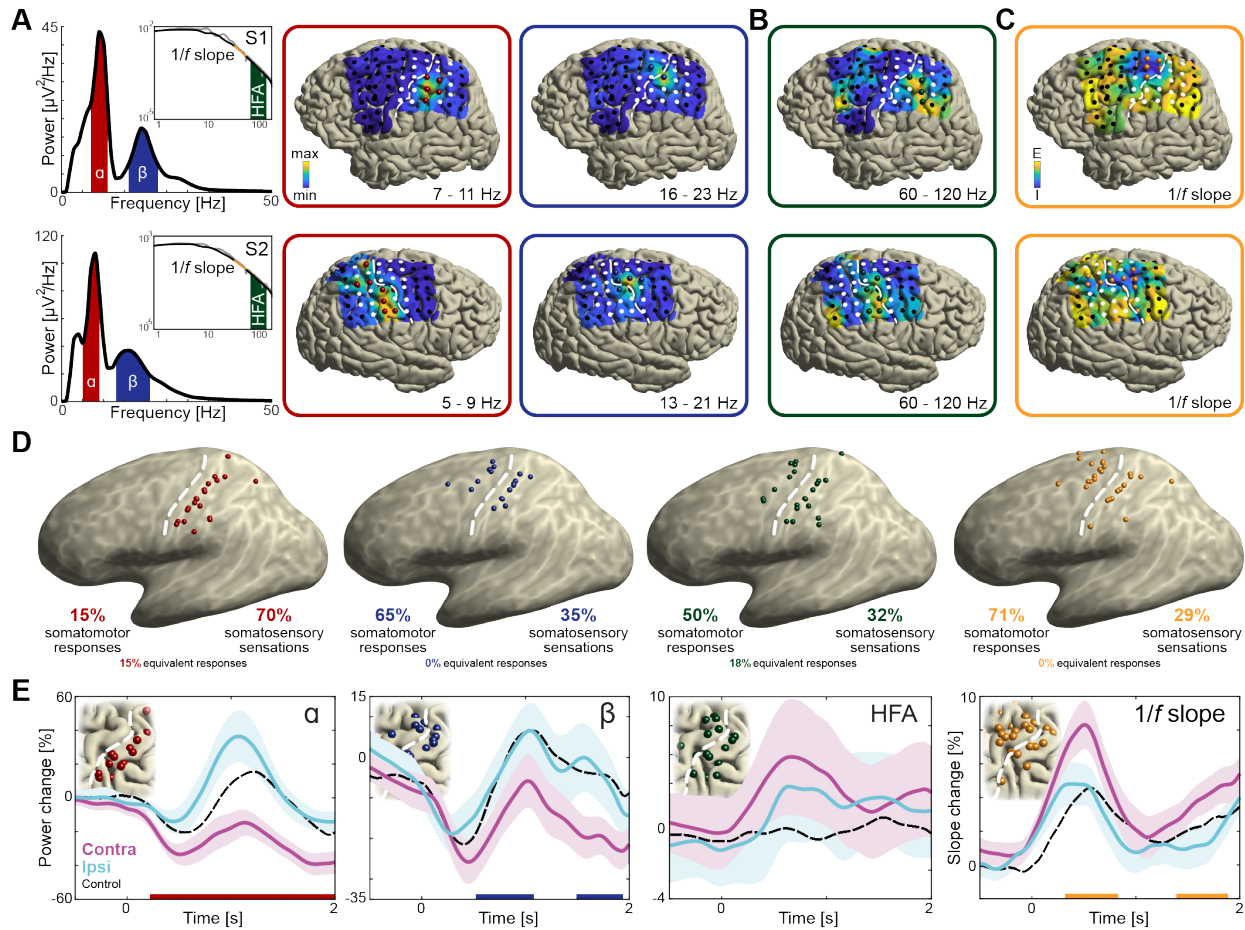 A
B
C
45
Power [µV²/Hz]
0
α
β
0
Frequency [Hz]
50
10²
10⁻⁵
1
10
100
S1
1/f slope
HFA
max
min
7 - 11 Hz
16 - 23 Hz
60 - 120 Hz
E
I
1/f slope
120
Power [µV²/Hz]
0
α
β
0
Frequency [Hz]
50
10³
1
10
100
S2
1/f slope
HFA
5 - 9 Hz
13 - 21 Hz
60 - 120 Hz
1/f slope
D
15%
somatomotor
responses
70%
somatosensory
sensations
15% equivalent responses
65%
somatomotor
responses
35%
somatosensory
sensations
0% equivalent responses
50%
somatomotor
responses
32%
somatosensory
sensations
18% equivalent responses
71%
somatomotor
responses
29%
somatosensory
sensations
0% equivalent responses
E
60
Power change [%]
0
-60
α
Contra
Ipsi
Control
0
2
Time [s]
15
0
-35
β
0
2
Time [s]
10
0
-4
HFA
0
2
Time [s]
10
Slope change [%]
0
1/f slope
0
2
Time [s]